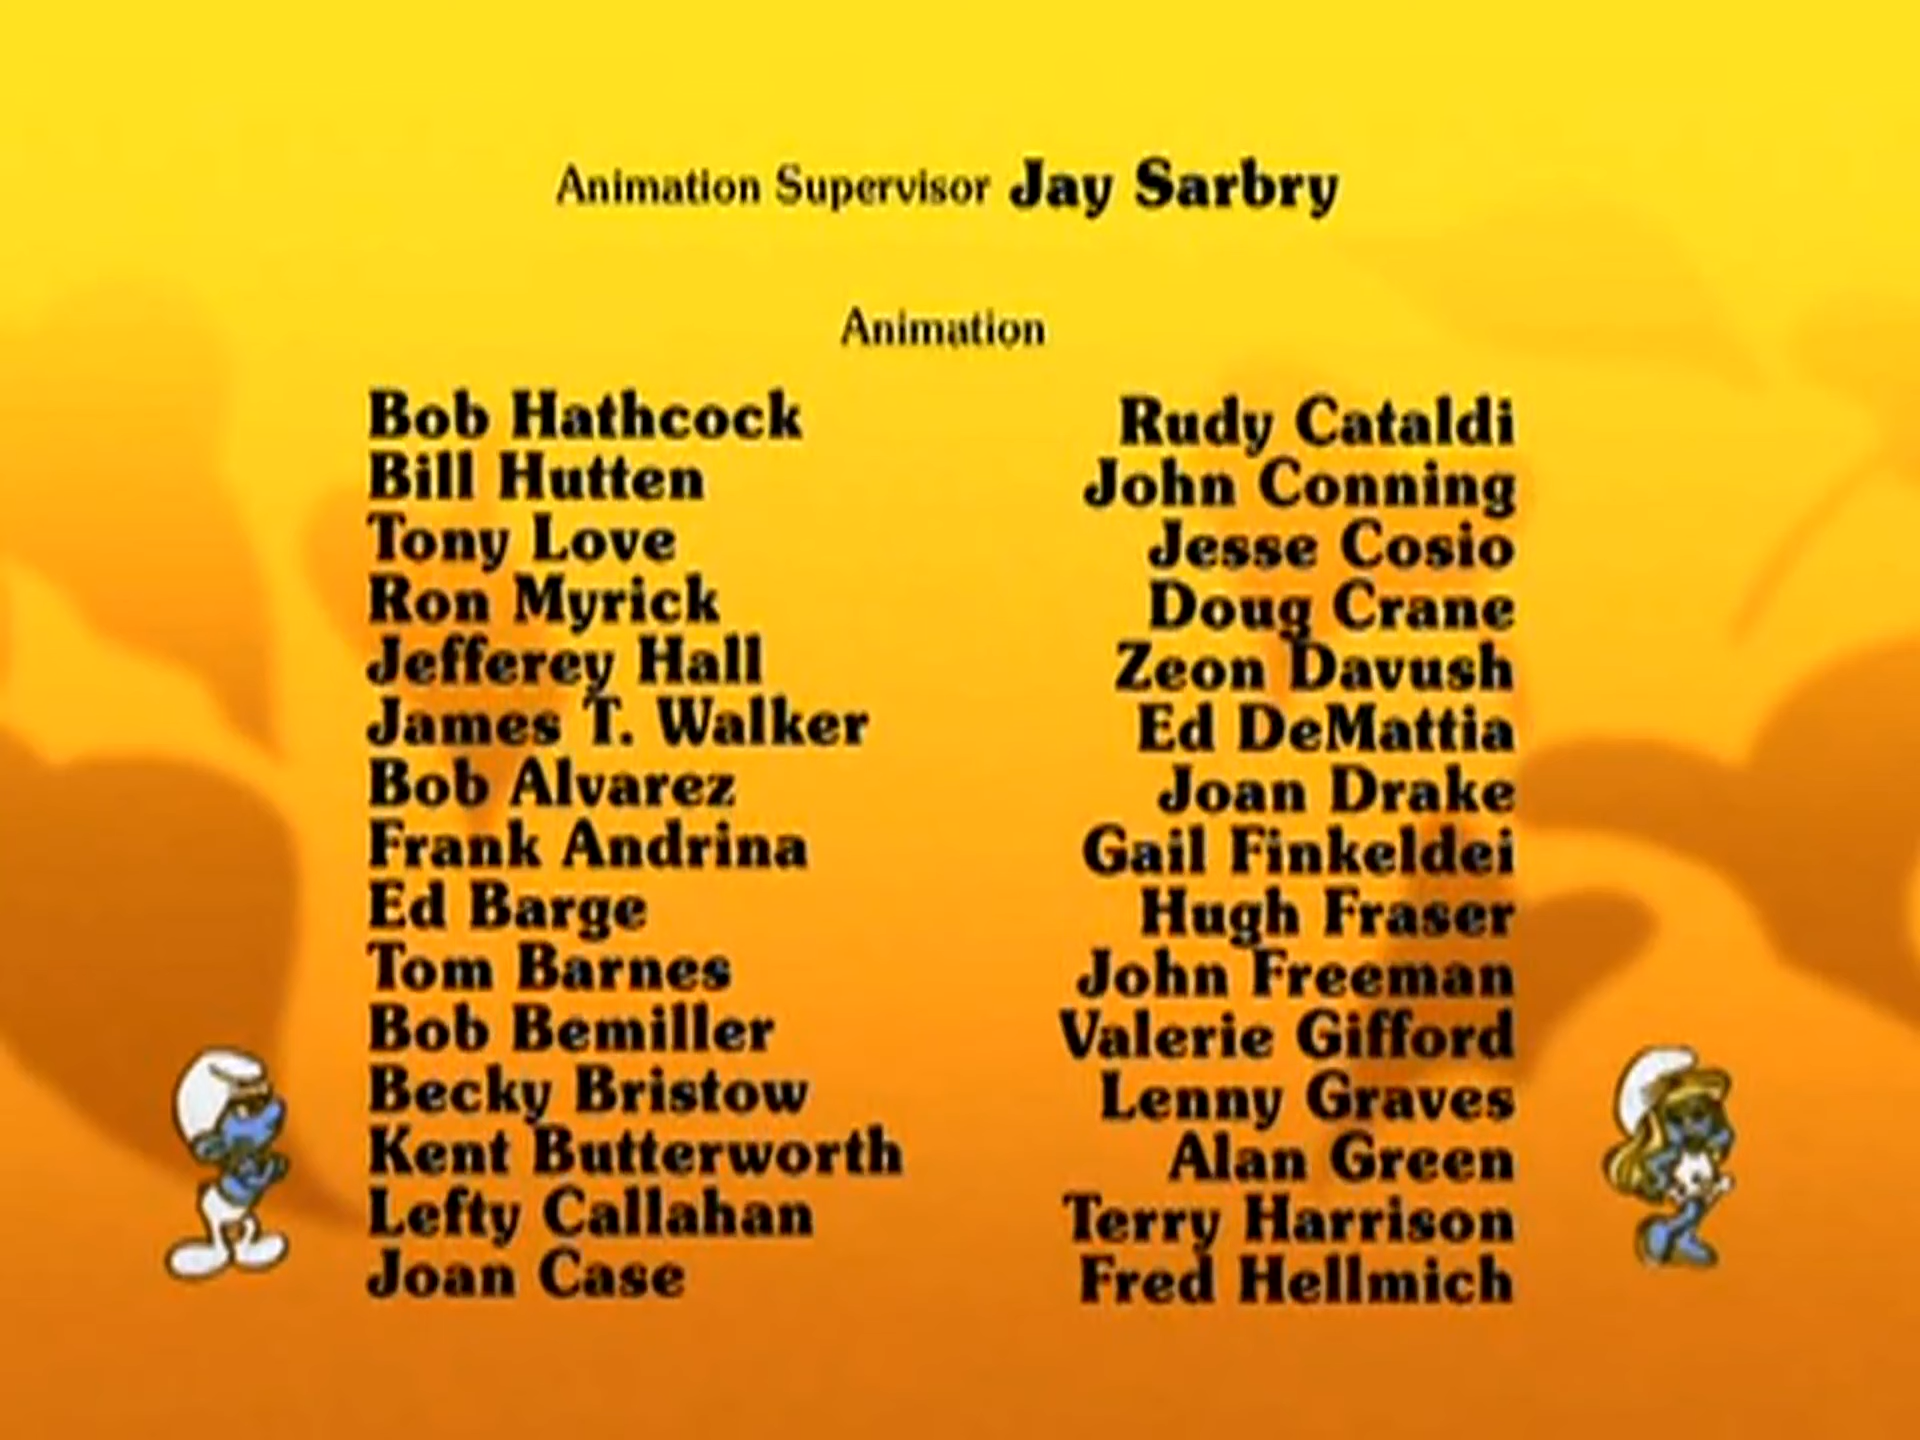 Animation Supervisor Jay Sarbry
Animation
Bob Hathcock
Bill Hutten
Tony Love
Ron Myrick
Jefferey Hall
James T. Walker
Bob Alvarez
Frank Andrina
Ed Barge
Tom Barnes
Bob Bemiller
Becky Bristow
Kent Butterworth
Lefty Callahan
Joan Case
Rudy Cataldi
John Conning
Jesse Cosio
Doug Crane
Zeon Davush
Ed DeMattia
Joan Drake
Gail Finkeldei
Hugh Fraser
John Freeman
Valerie Gifford
Lenny Graves
Alan Green
Terry Harrison
Fred Hellmich